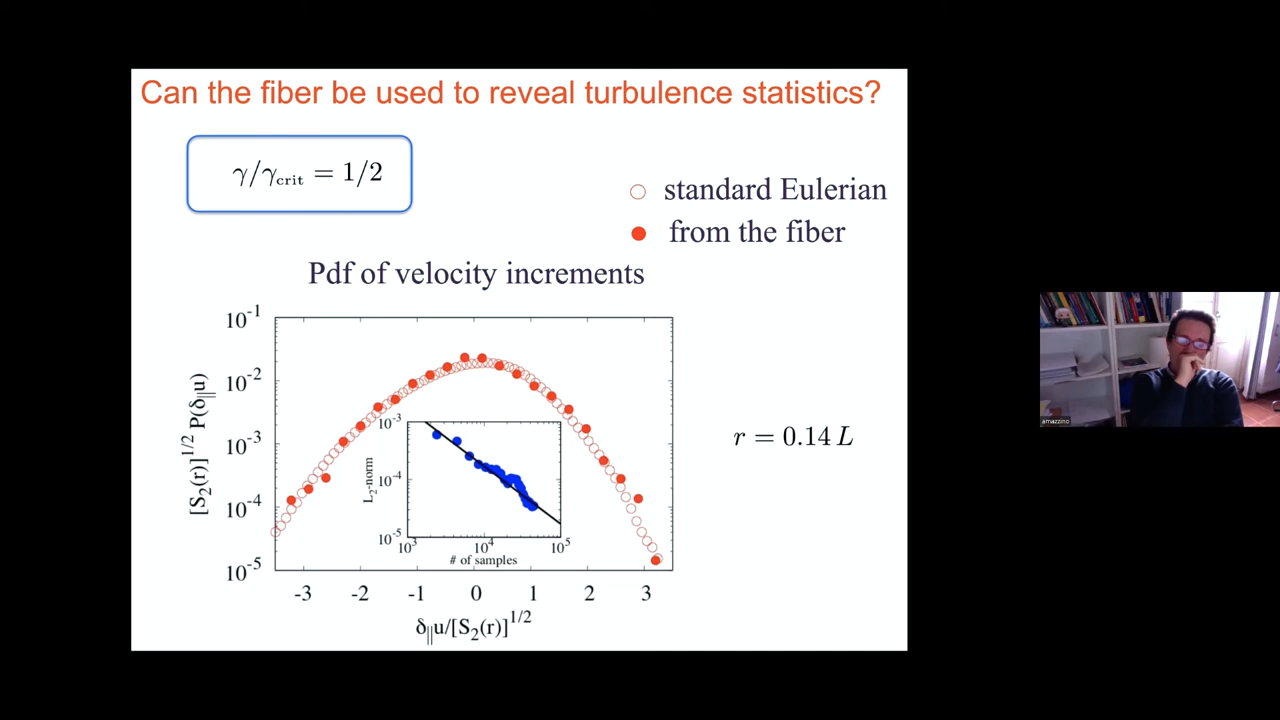 Can the fiber be used to reveal turbulence statistics?
γ/γcrit = 1/2
standard Eulerian
from the fiber
Pdf of velocity increments
[S₂(r)]^1/2 P(δ∥u)
10^-1
10^-2
10^-3
10^-4
10^-5
L₂-norm
10^-3
10^-4
10^-5
10^3 10^4 10^5
# of samples
-3 -2 -1 0 1 2 3
δ∥u/[S₂(r)]^1/2
r = 0.14 L
amazzino